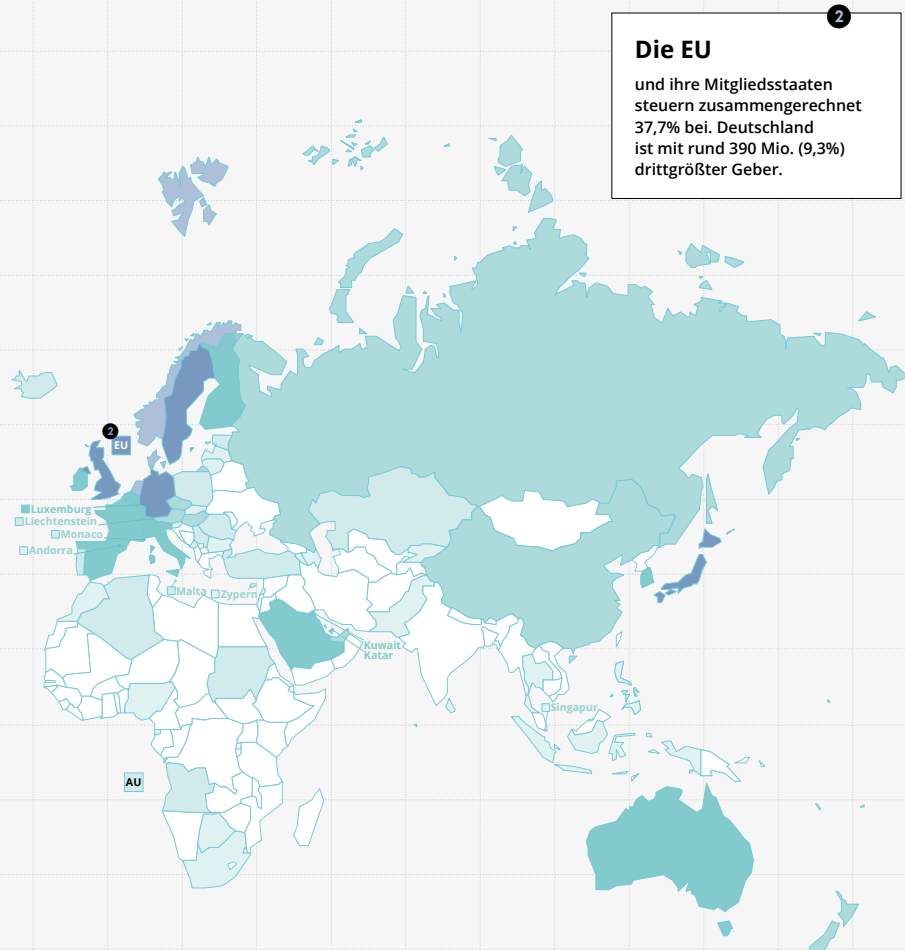 2
Die EU
und ihre Mitgliedsstaaten
steuern zusammengerechnet
37,7% bei. Deutschland
ist mit rund 390 Mio. (9,3%)
drittgrößter Geber.
2
EU
Luxemburg
Liechtenstein
Monaco
Andorra
Malta
Zypern
Kuwait
Katar
Singapur
AU